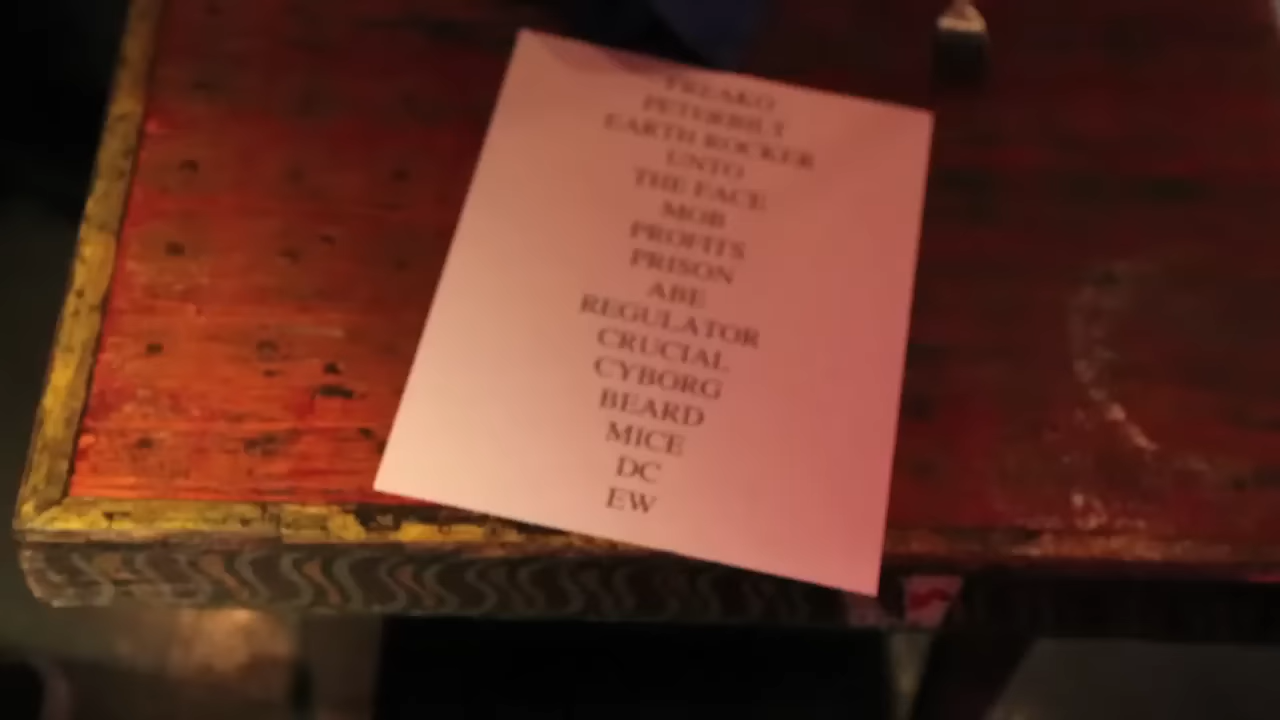 FREAKO
PETERBILT
EARTH ROCKER
UNTO
THE FACE
MOB
PROFITS
PRISON
ABE
REGULATOR
CRUCIAL
CYBORG
BEARD
MICE
DC
EW